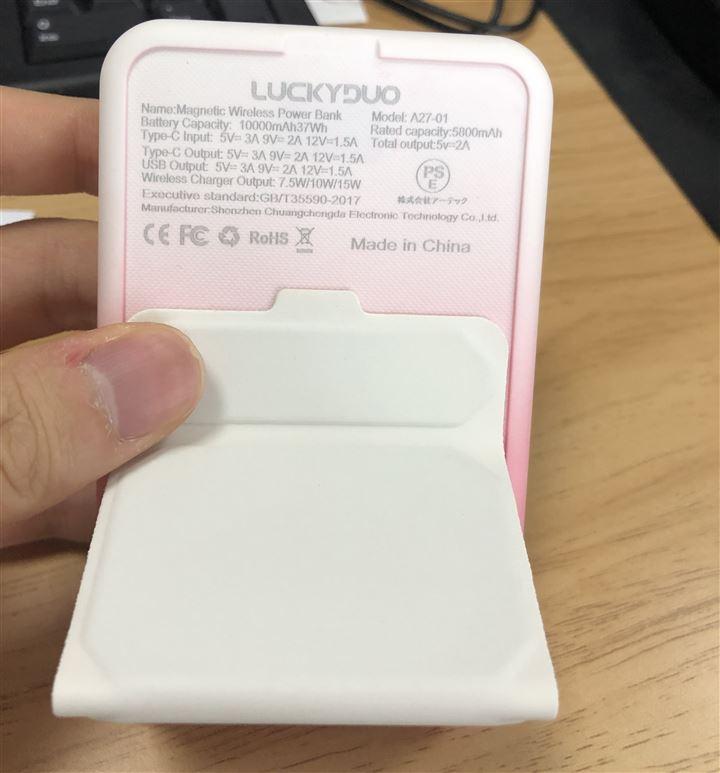 LUCKYDUO
Name:Magnetic Wireless Power Bank
Model: A27-01
Battery Capacity: 10000mAh37Wh
Rated capacity:5800mAh
Type-C Input: 5V= 3A 9V= 2A 12V=1.5A
Total output:5v=2A
Type-C Output: 5V= 3A 9V= 2A 12V=1.5A
USB Output: 5V= 3A 9V= 2A 12V=1.5A
Wireless Charger Output: 7.5W/10W/15W
PS
E
Executive standard:GB/T35590-2017
株式会社アーテック
Manufacturer:Shenzhen Chuangchengda Electronic Technology Co.,Ltd.
CE FC RoHS
Made in China